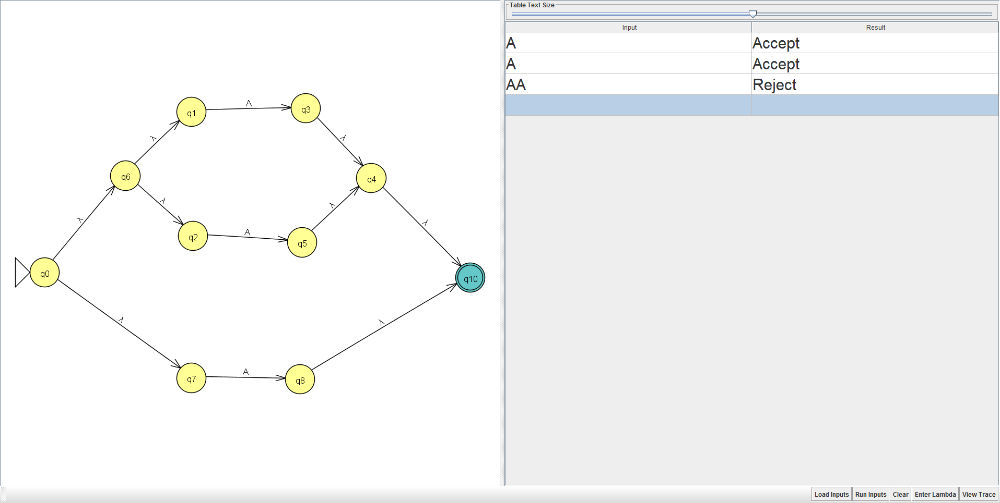 Table Text Size
Input Result
A Accept
A Accept
AA Reject
A
q1 q3
λ λ
q6 q4
λ λ
λ λ
A
q2 q5
q0 q10
λ λ
A
q7 q8
Load Inputs Run Inputs Clear Enter Lambda View Trace